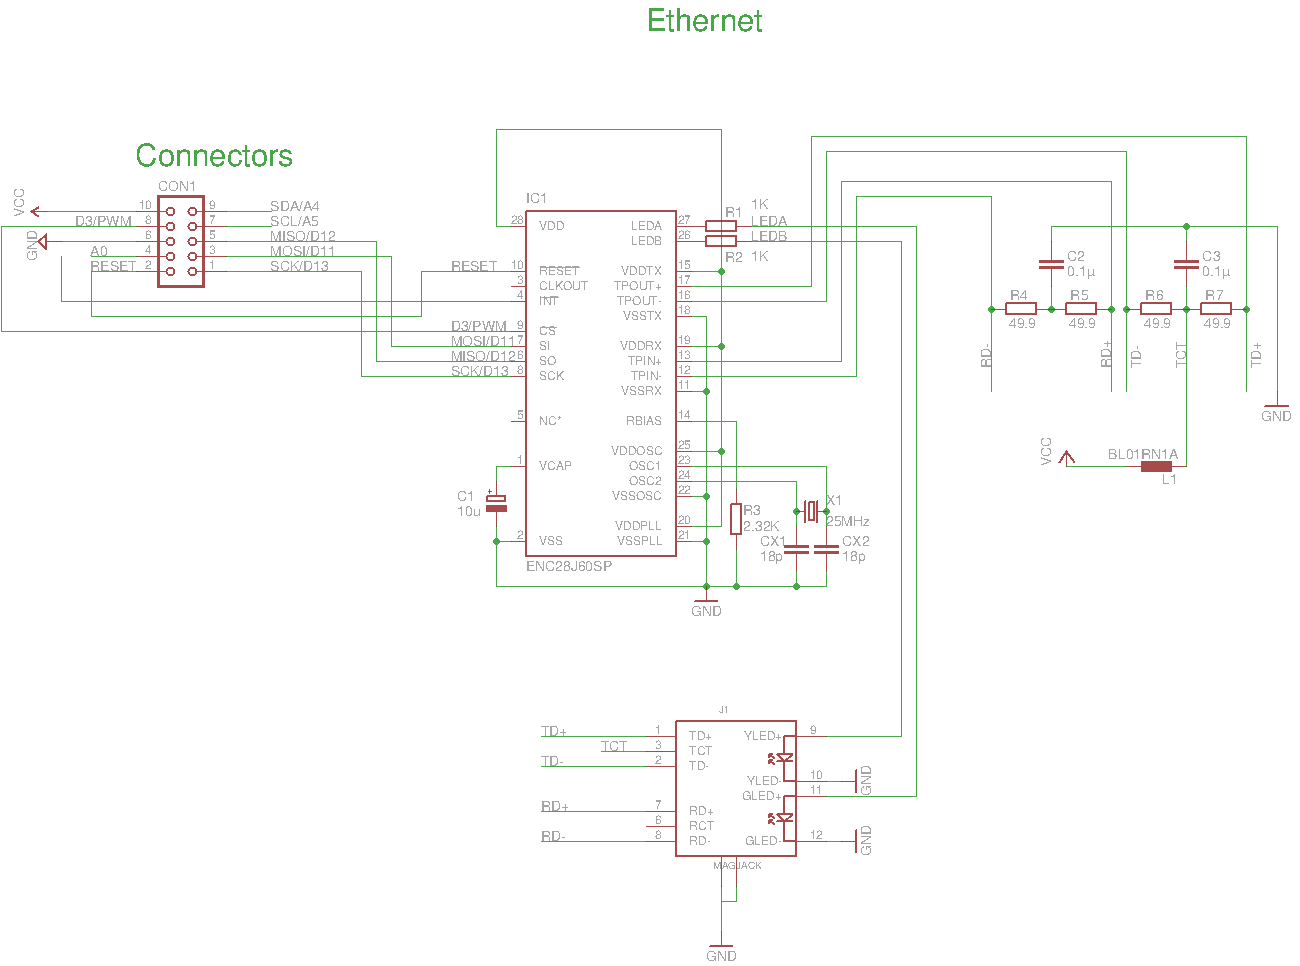 Ethernet
Connectors
CON1
VCC
GND
10 9 SDA/A4
D3/PWM 8 7 SCL/A5
6 5 MISO/D12
A0 4 3 MOSI/D11
RESET 2 1 SCK/D13
IC1
28 VDD
RESET 10 RESET
3 CLKOUT
4 INT
D3/PWM 9 CS
MOSI/D11 7 SI
MISO/D12 6 SO
SCK/D13 8 SCK
5 NC*
1 VCAP
2 VSS
C1
10u
+
LEDA 27
LEDB 26
VDDTX 15
TPOUT+ 17
TPOUT- 16
VSSTX 18
VDDRX 19
TPIN+ 13
TPIN- 12
VSSRX 11
RBIAS 14
VDDOSC 25
OSC1 23
OSC2 24
VSSOSC 22
VDDPLL 20
VSSPLL 21
ENC28J60SP
R1 1K
LEDA
LEDB
R2 1K
R3
2.32K
X1
25MHz
CX1
18p
CX2
18p
GND
C2
0.1µ
C3
0.1µ
R4
49.9
R5
49.9
R6
49.9
R7
49.9
RD-
RD+
TD-
TCT
TD+
GND
VCC
BL01RN1A
L1
J1
TD+ 1 TD+
TCT 3 TCT
TD- 2 TD-
RD+ 7 RD+
6 RCT
RD- 8 RD-
YLED+ 9
YLED- 10 GND
GLED+ 11
GLED- 12 GND
MAGJACK
GND